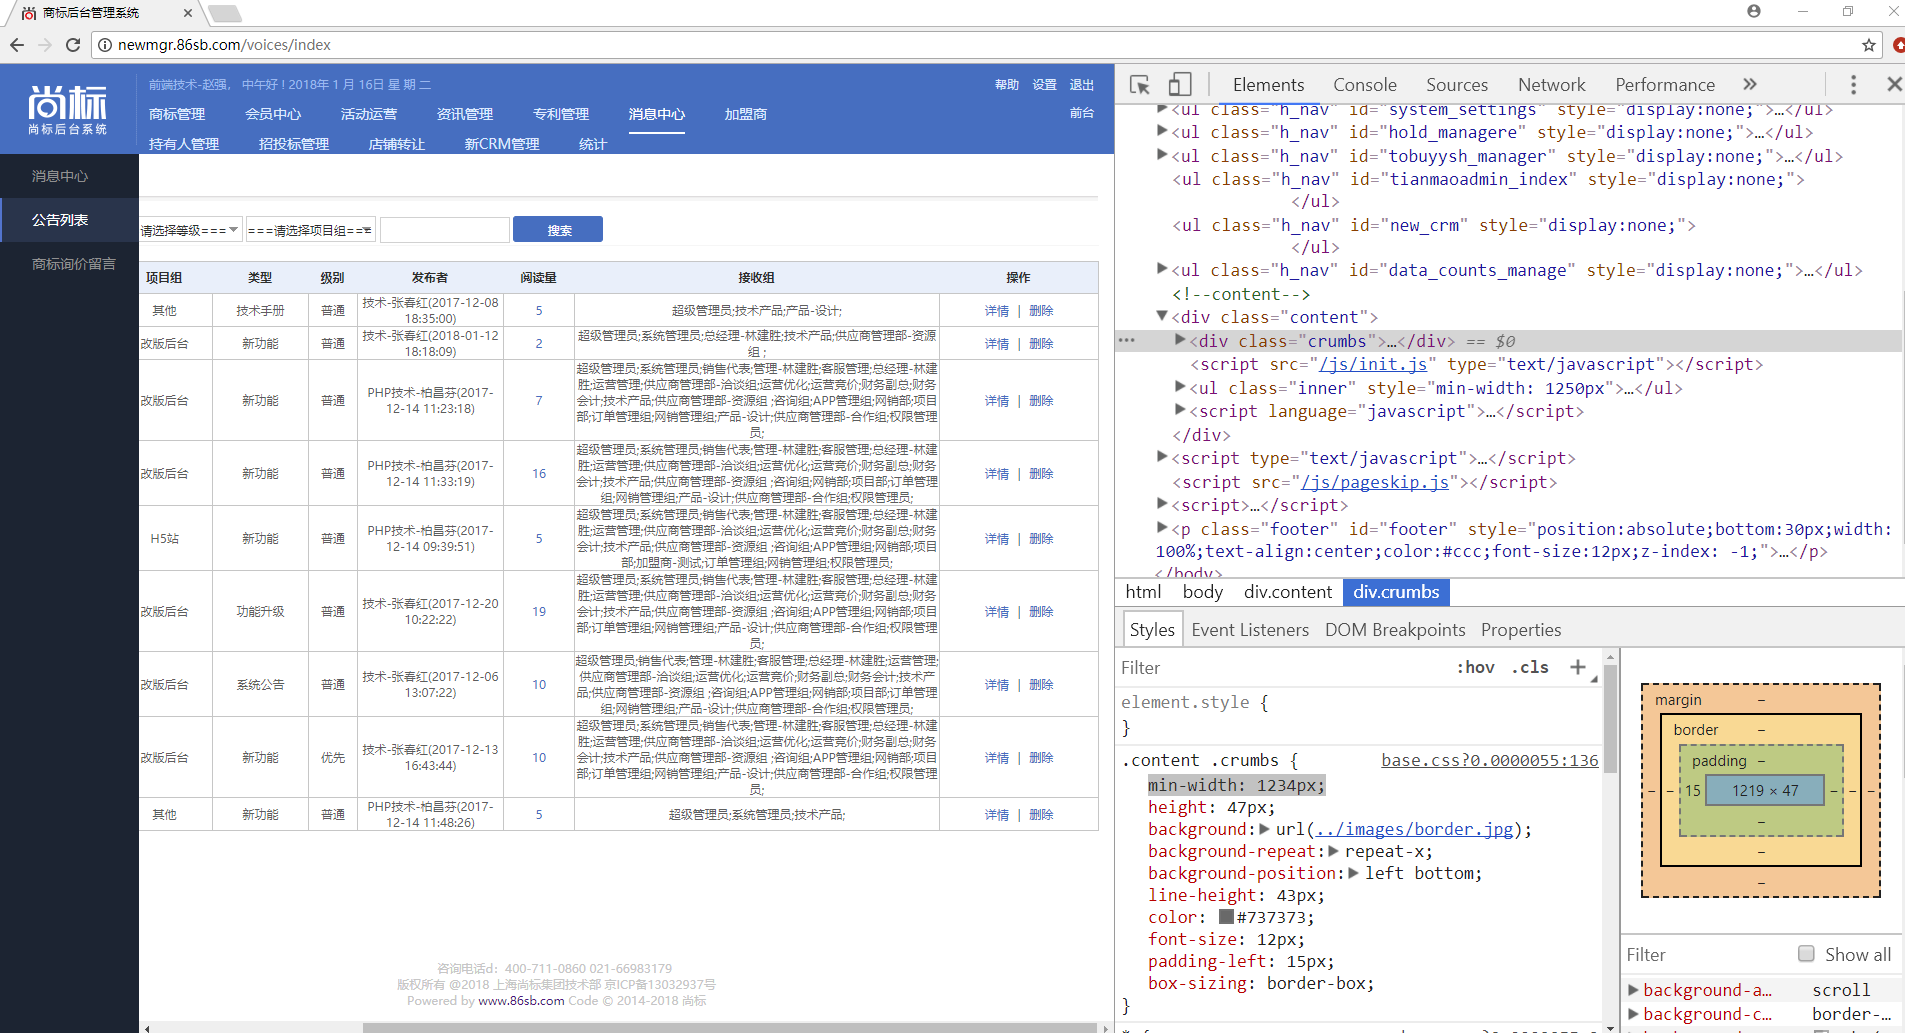 商标后台管理系统
newmgr.86sb.com/voices/index
尚标
尚标后台系统
前端技术-赵强， 中午好 ! 2018年 1 月 16日 星 期 二
帮助 设置 退出
商标管理 会员中心 活动运营 资讯管理 专利管理 消息中心 加盟商 前台
持有人管理 招投标管理 店铺转让 新CRM管理 统计
消息中心
公告列表
商标询价留言
请选择等级=== ===请选择项目组=== 搜索
项目组 类型 级别 发布者 阅读量 接收组 操作
其他 技术手册 普通 技术-张春红(2017-12-08 18:35:00) 5 超级管理员;技术产品;产品-设计; 详情 | 删除
改版后台 新功能 普通 技术-张春红(2018-01-12 18:18:09) 2 超级管理员;系统管理员;总经理-林建胜;技术产品;供应商管理部-资源
组 ; 详情 | 删除
改版后台 新功能 普通 PHP技术-柏昌芬(2017-12-14 11:23:18) 7 超级管理员;系统管理员;销售代表;管理-林建胜;客服管理;总经理-林建
胜;运营管理;供应商管理部-洽谈组;运营优化;运营竞价;财务副总;财务
会计;技术产品;供应商管理部-资源组 ;咨询组;APP管理组;网销部;项目
部;订单管理组;网销管理组;产品-设计;供应商管理部-合作组;权限管理
员; 详情 | 删除
改版后台 新功能 普通 PHP技术-柏昌芬(2017-12-14 11:33:19) 16 超级管理员;系统管理员;销售代表;管理-林建胜;客服管理;总经理-林建
胜;运营管理;供应商管理部-洽谈组;运营优化;运营竞价;财务副总;财务
会计;技术产品;供应商管理部-资源组 ;咨询组;网销部;项目部;订单管理
组;网销管理组;产品-设计;供应商管理部-合作组;权限管理员; 详情 | 删除
H5站 新功能 普通 PHP技术-柏昌芬(2017-12-14 09:39:51) 5 超级管理员;系统管理员;销售代表;管理-林建胜;客服管理;总经理-林建
胜;运营管理;供应商管理部-洽谈组;运营优化;运营竞价;财务副总;财务
会计;技术产品;供应商管理部-资源组 ;咨询组;APP管理组;网销部;项目
部;加盟商-测试;订单管理组;网销管理组;权限管理员; 详情 | 删除
改版后台 功能升级 普通 技术-张春红(2017-12-20 10:22:22) 19 超级管理员;系统管理员;销售代表;管理-林建胜;客服管理;总经理-林建
胜;运营管理;供应商管理部-洽谈组;运营优化;运营竞价;财务副总;财务
会计;技术产品;供应商管理部-资源组 ;咨询组;APP管理组;网销部;项目
部;订单管理组;网销管理组;产品-设计;供应商管理部-合作组;权限管理
员; 详情 | 删除
改版后台 系统公告 普通 技术-张春红(2017-12-06 13:07:22) 10 超级管理员;销售代表;管理-林建胜;客服管理;总经理-林建胜;运营管理;
供应商管理部-洽谈组;运营优化;运营竞价;财务副总;财务会计;技术产
品;供应商管理部-资源组 ;咨询组;APP管理组;网销部;项目部;订单管理
组;网销管理组;产品-设计;供应商管理部-合作组;权限管理员; 详情 | 删除
改版后台 新功能 优先 技术-张春红(2017-12-13 16:43:44) 10 超级管理员;系统管理员;销售代表;管理-林建胜;客服管理;总经理-林建
胜;运营管理;供应商管理部-洽谈组;运营优化;运营竞价;财务副总;财务
会计;技术产品;供应商管理部-资源组 ;咨询组;APP管理组;网销部;项目
部;订单管理组;网销管理组;产品-设计;供应商管理部-合作组;权限管理
员; 详情 | 删除
其他 新功能 普通 PHP技术-柏昌芬(2017-12-14 11:48:26) 5 超级管理员;系统管理员;技术产品; 详情 | 删除
咨询电话d：400-711-0860 021-66983179
版权所有 @2018 上海尚标集团技术部 京ICP备13032937号
Powered by www.86sb.com Code © 2014-2018 尚标
Elements Console Sources Network Performance »
<ul class="h_nav" id="system_settings" style="display:none;">…</ul>
<ul class="h_nav" id="hold_managere" style="display:none;">…</ul>
<ul class="h_nav" id="tobuyysh_manager" style="display:none;">…</ul>
<ul class="h_nav" id="tianmaoadmin_index" style="display:none;">
</ul>
<ul class="h_nav" id="new_crm" style="display:none;">
</ul>
<ul class="h_nav" id="data_counts_manage" style="display:none;">…</ul>
<!--content-->
<div class="content">
<div class="crumbs">…</div> == $0
<script src="/js/init.js" type="text/javascript"></script>
<ul class="inner" style="min-width: 1250px">…</ul>
<script language="javascript">…</script>
</div>
<script type="text/javascript">…</script>
<script src="/js/pageskip.js"></script>
<script>…</script>
<p class="footer" id="footer" style="position:absolute;bottom:30px;width:
100%;text-align:center;color:#ccc;font-size:12px;z-index: -1;">…</p>
</body>
html body div.content div.crumbs
Styles Event Listeners DOM Breakpoints Properties
Filter :hov .cls +
element.style {
}
.content .crumbs { base.css?0.0000055:136
min-width: 1234px;
height: 47px;
background: url(../images/border.jpg);
background-repeat: repeat-x;
background-position: left bottom;
line-height: 43px;
color: #737373;
font-size: 12px;
padding-left: 15px;
box-sizing: border-box;
}
margin –
border –
padding –
– – 15 1219 × 47 – – –
–
–
–
Filter Show all
background-a… scroll
background-c… border-…